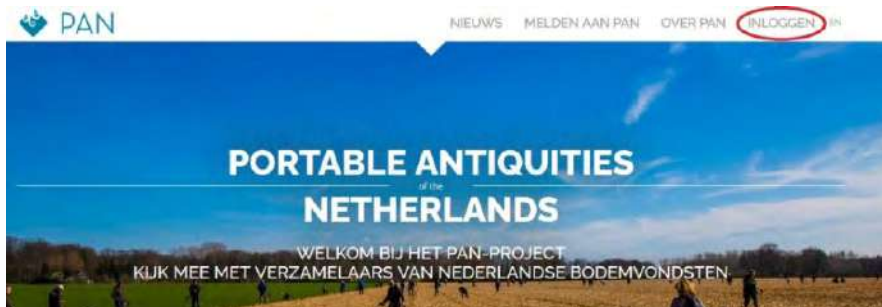 PAN
NIEUWS MELDEN AAN PAN OVER PAN INLOGGEN EN
PORTABLE ANTIQUITIES
of the
NETHERLANDS
WELKOM BIJ HET PAN-PROJECT
KIJK MEE MET VERZAMELAARS VAN NEDERLANDSE BODEMVONDSTEN